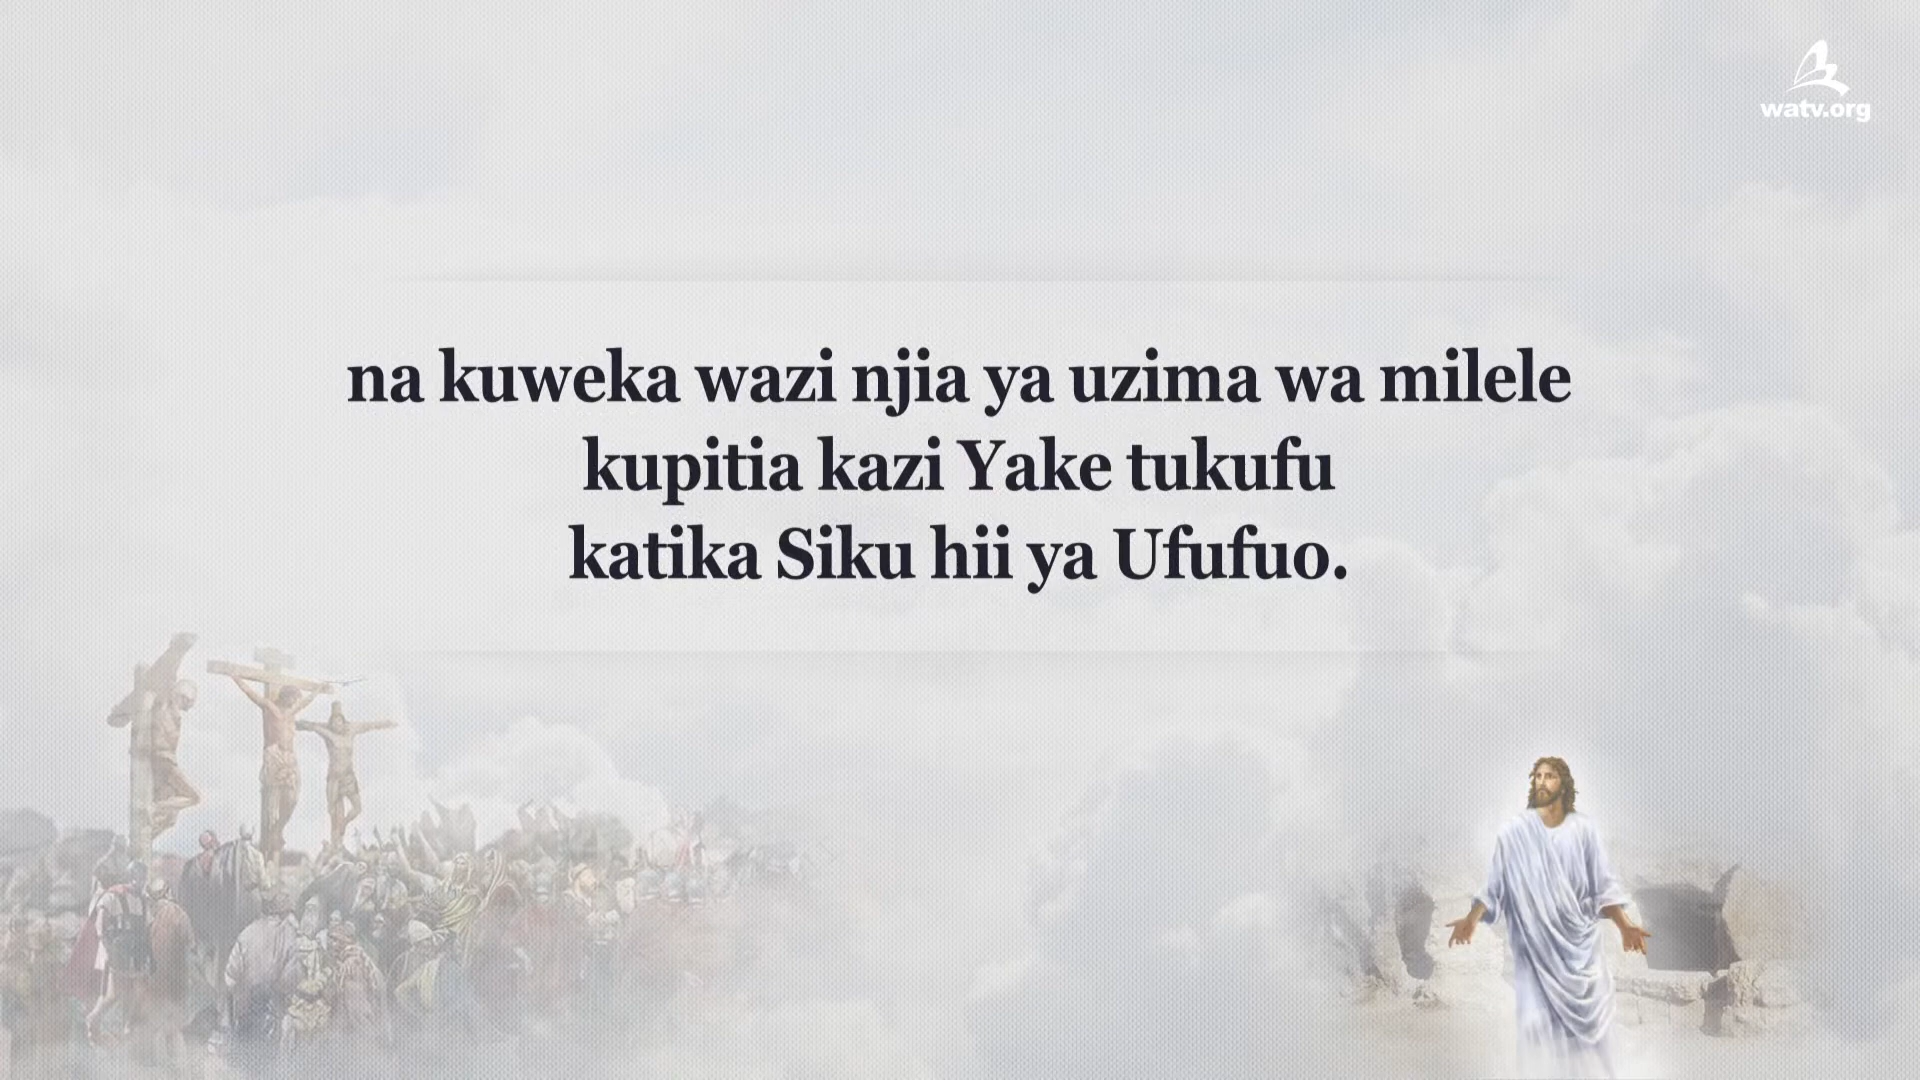 watv.org
na kuweka wazi njia ya uzima wa milele
kupitia kazi Yake tukufu
katika Siku hii ya Ufufuo.